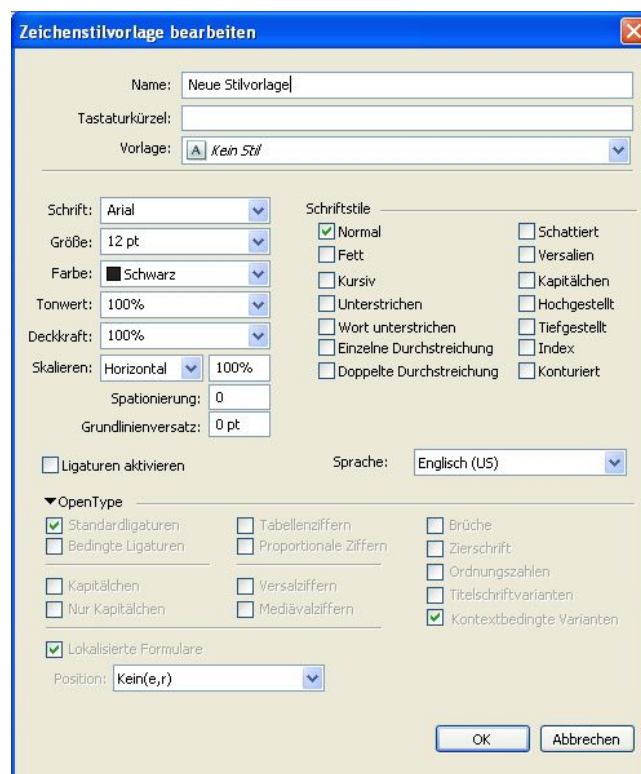 Zeichenstilvorlage bearbeiten
Name: Neue Stilvorlage
Tastaturkürzel:
Vorlage: A Kein Stil
Schrift: Arial
Größe: 12 pt
Farbe: Schwarz
Tonwert: 100%
Deckkraft: 100%
Skalieren: Horizontal 100%
Spationierung: 0
Grundlinienversatz: 0 pt
Schriftstile
Normal Schattiert
Fett Versalien
Kursiv Kapitälchen
Unterstrichen Hochgestellt
Wort unterstrichen Tiefgestellt
Einzelne Durchstreichung Index
Doppelte Durchstreichung Konturiert
Ligaturen aktivieren Sprache: Englisch (US)
OpenType
Standardligaturen Tabellenziffern Brüche
Bedingte Ligaturen Proportionale Ziffern Zierschrift
Ordnungszahlen
Kapitälchen Versalziffern Titelschriftvarianten
Nur Kapitälchen Mediävalziffern Kontextbedingte Varianten
Lokalisierte Formulare
Position: Kein(e,r)
OK Abbrechen